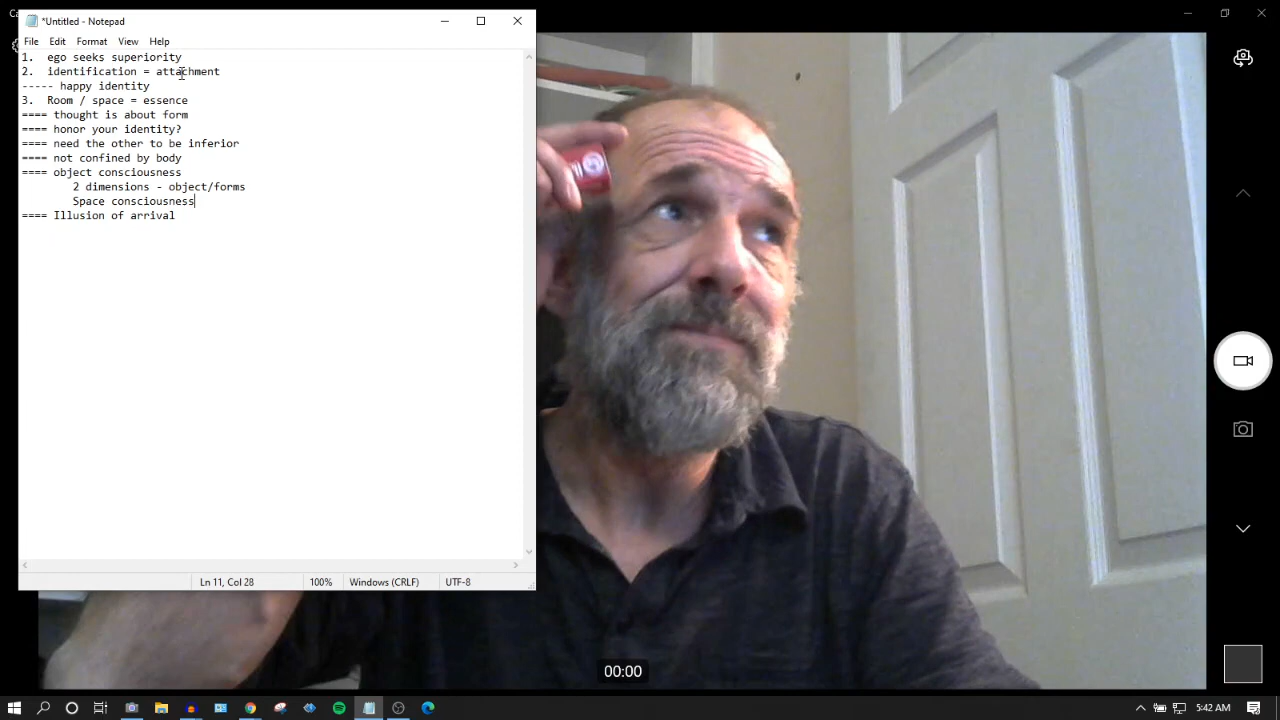 Ca
*Untitled - Notepad
File Edit Format View Help
1.  ego seeks superiority
2.  identification = attachment
----- happy identity
3.  Room / space = essence
==== thought is about form
==== honor your identity?
==== need the other to be inferior
==== not confined by body
==== object consciousness
        2 dimensions - object/forms
        Space consciousness
==== Illusion of arrival
Ln 11, Col 28 100% Windows (CRLF) UTF-8
00:00
5:42 AM